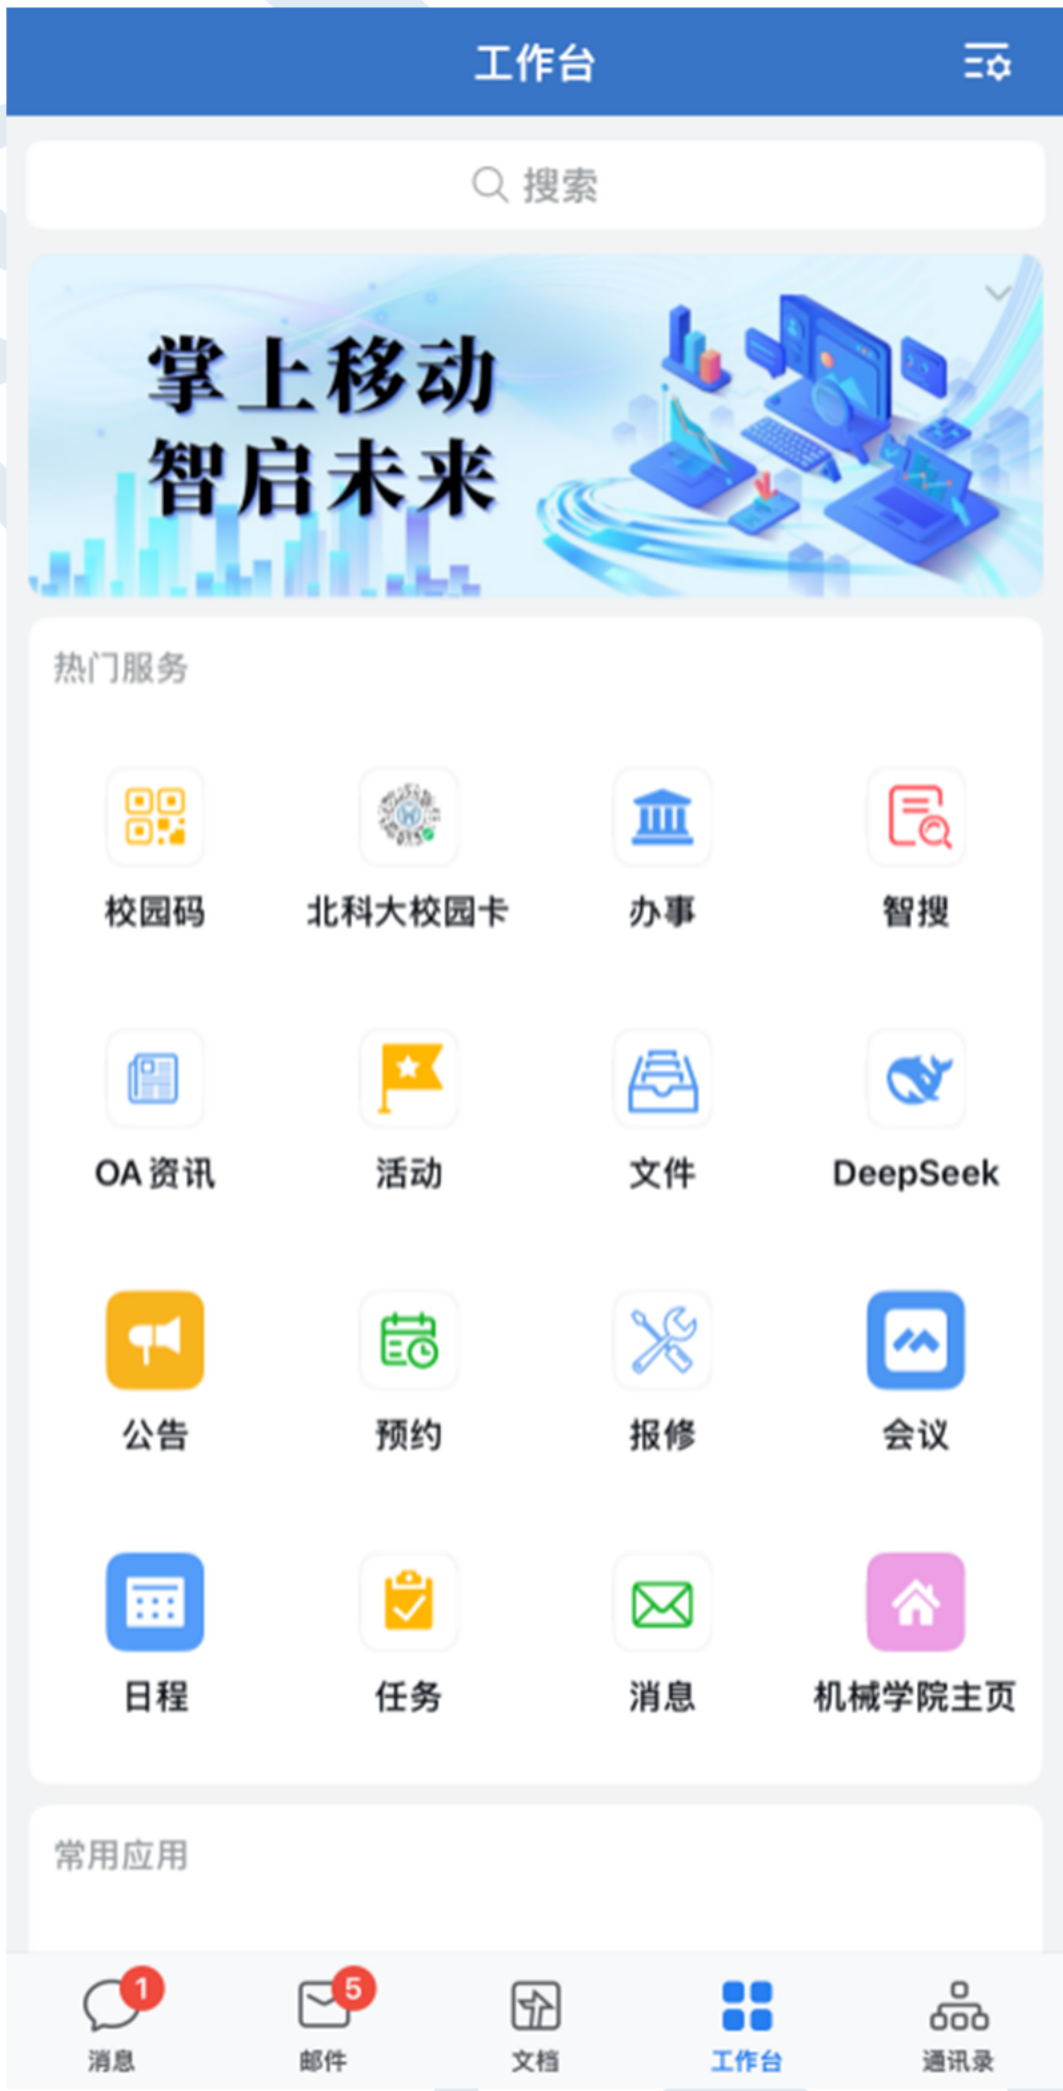 工作台
搜索
掌上移动
智启未来
热门服务
校园码 北科大校园卡 办事 智搜
OA 资讯 活动 文件 DeepSeek
公告 预约 报修 会议
日程 任务 消息 机械学院主页
常用应用
1 5
消息 邮件 文档 工作台 通讯录